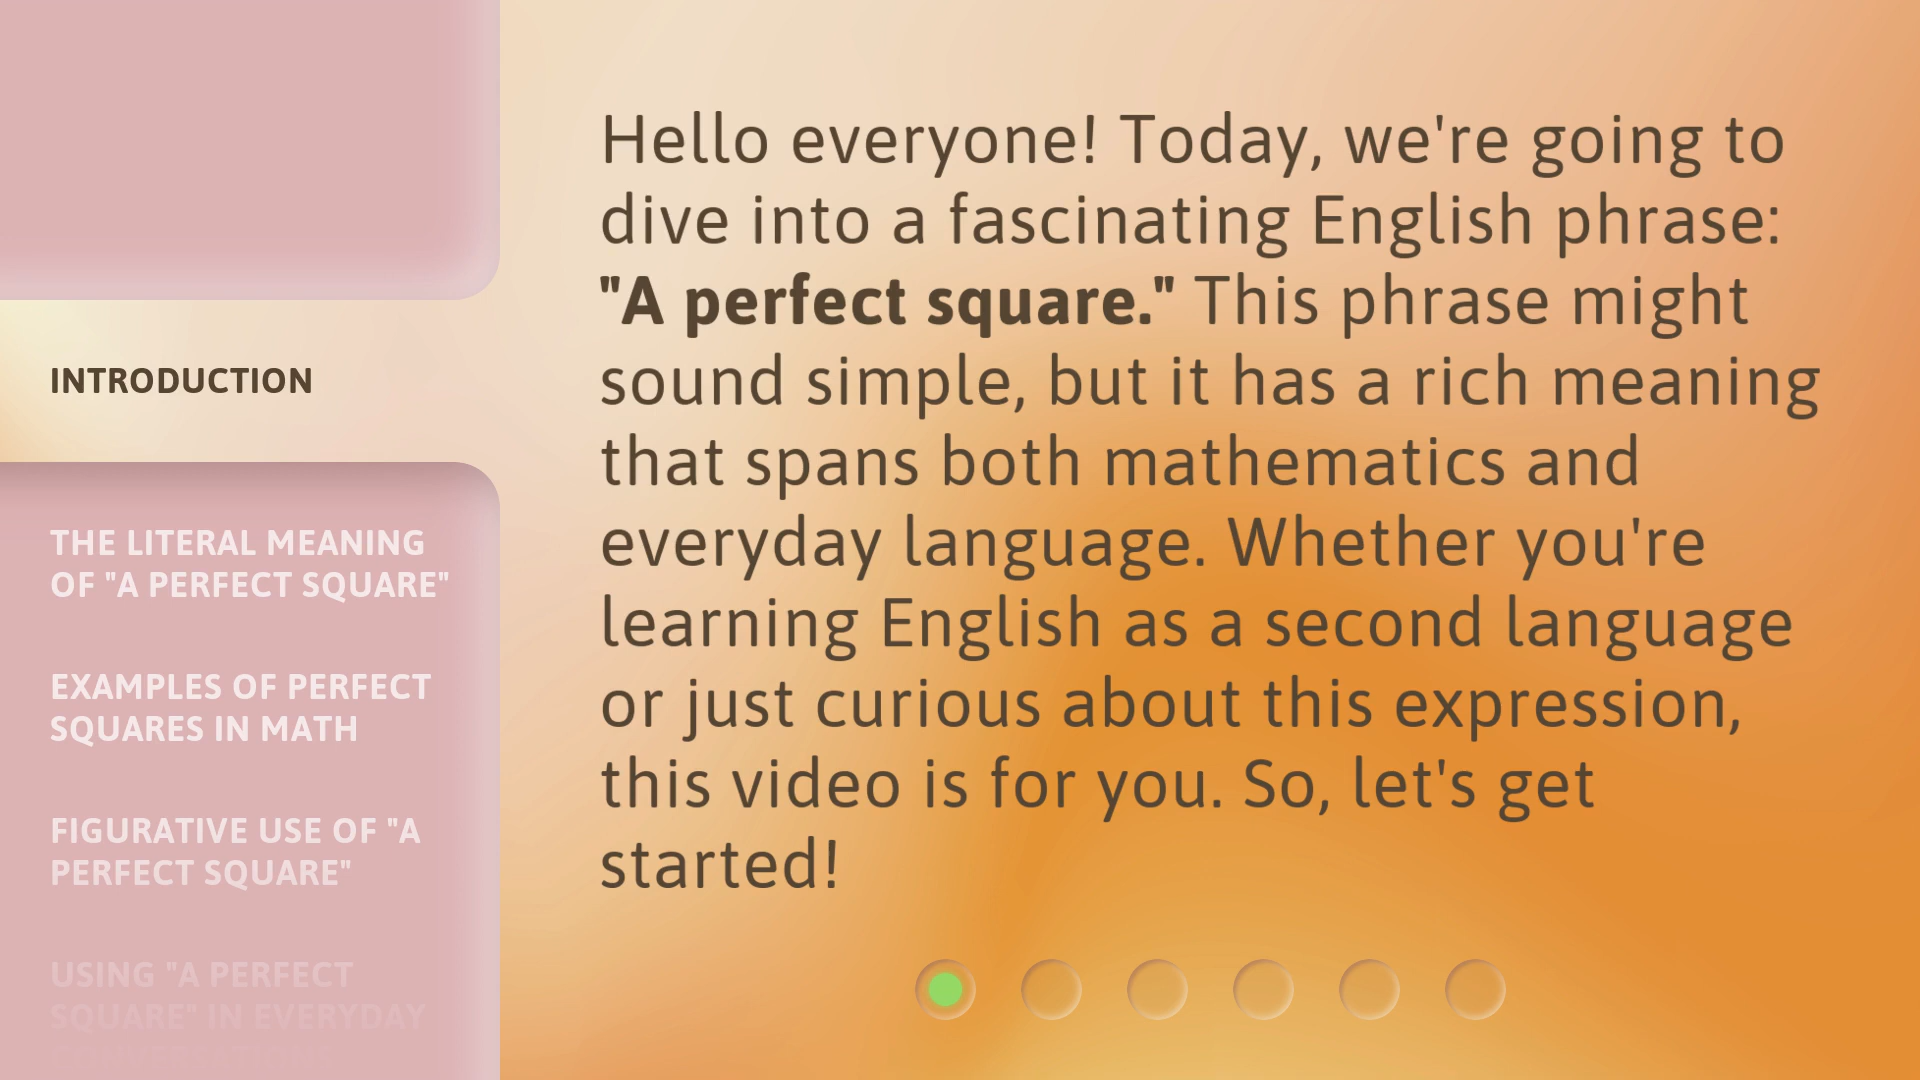 INTRODUCTION
THE LITERAL MEANING
OF "A PERFECT SQUARE"
EXAMPLES OF PERFECT
SQUARES IN MATH
FIGURATIVE USE OF "A
PERFECT SQUARE"
USING "A PERFECT
SQUARE" IN EVERYDAY
CONVERSATIONS
Hello everyone! Today, we're going to
dive into a fascinating English phrase:
"A perfect square." This phrase might
sound simple, but it has a rich meaning
that spans both mathematics and
everyday language. Whether you're
learning English as a second language
or just curious about this expression,
this video is for you. So, let's get
started!